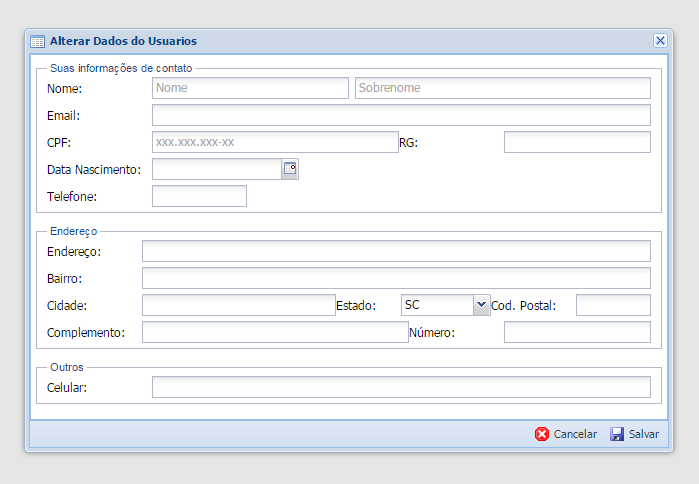 Alterar Dados do Usuarios
Suas informações de contato
Nome: Nome Sobrenome
Email:
CPF: xxx.xxx.xxx-xx RG:
Data Nascimento:
Telefone:
Endereço
Endereço:
Bairro:
Cidade: Estado: SC Cod. Postal:
Complemento: Número:
Outros
Celular:
Cancelar Salvar